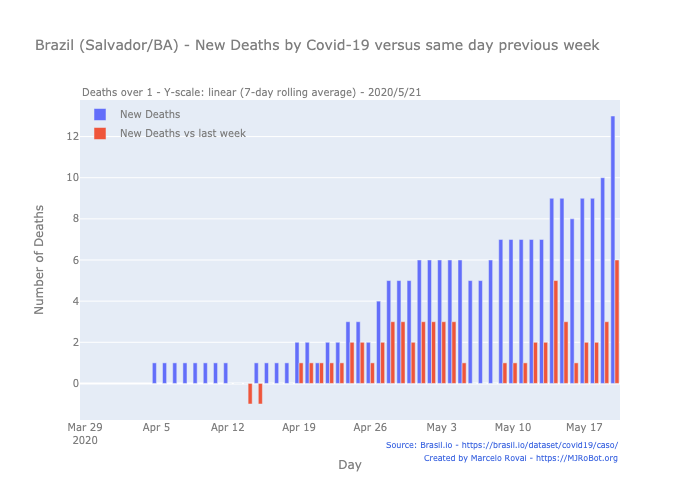 Brazil (Salvador/BA) - New Deaths by Covid-19 versus same day previous week
Deaths over 1 - Y-scale: linear (7-day rolling average) - 2020/5/21
New Deaths
New Deaths vs last week
12
10
8
6
4
2
0
Number of Deaths
Mar 29 Apr 5 Apr 12 Apr 19 Apr 26 May 3 May 10 May 17
2020
Source: Brasil.io - https://brasil.io/dataset/covid19/caso/
Created by Marcelo Rovai - https://MJRoBot.org
Day